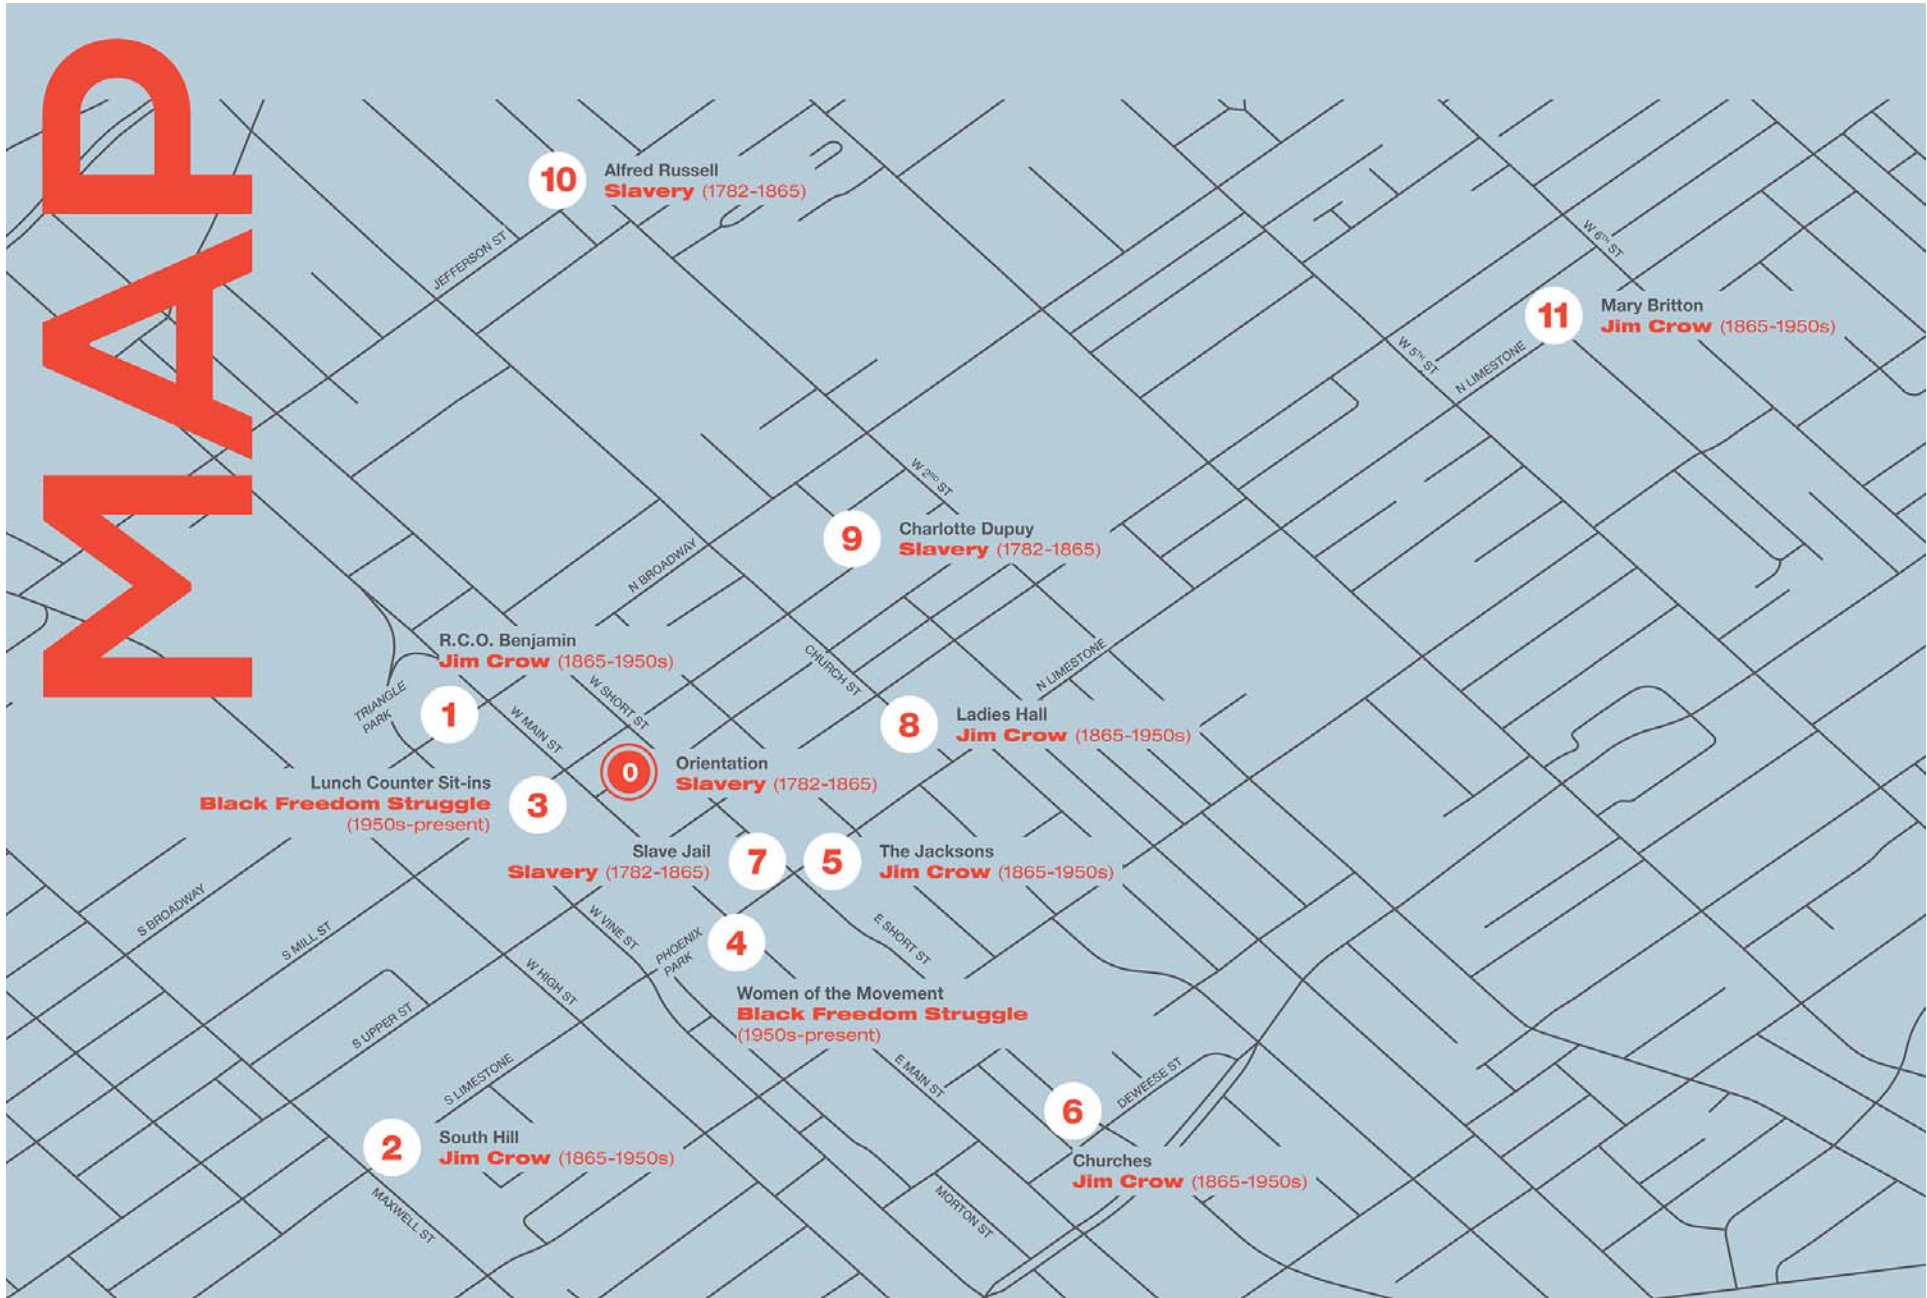 MAP
10
Alfred Russell
Slavery (1782-1865)
JEFFERSON ST
W 6TH ST
11
Mary Britton
Jim Crow (1865-1950s)
W 5TH ST
N LIMESTONE
W 2ND ST
9
Charlotte Dupuy
Slavery (1782-1865)
N BROADWAY
R.C.O. Benjamin
Jim Crow (1865-1950s)
1
TRIANGLE
PARK
W SHORT ST
W MAIN ST
CHURCH ST
N LIMESTONE
8
Ladies Hall
Jim Crow (1865-1950s)
0
Orientation
Slavery (1782-1865)
Lunch Counter Sit-ins
Black Freedom Struggle
(1950s-present)
3
Slave Jail
Slavery (1782-1865)
7
5
The Jacksons
Jim Crow (1865-1950s)
S BROADWAY
S MILL ST
W VINE ST
PHOENIX
PARK
4
E SHORT ST
W HIGH ST
Women of the Movement
Black Freedom Struggle
(1950s-present)
S UPPER ST
S LIMESTONE
E MAIN ST
DEWEESE ST
6
Churches
Jim Crow (1865-1950s)
2
South Hill
Jim Crow (1865-1950s)
MAXWELL ST
MORTON ST